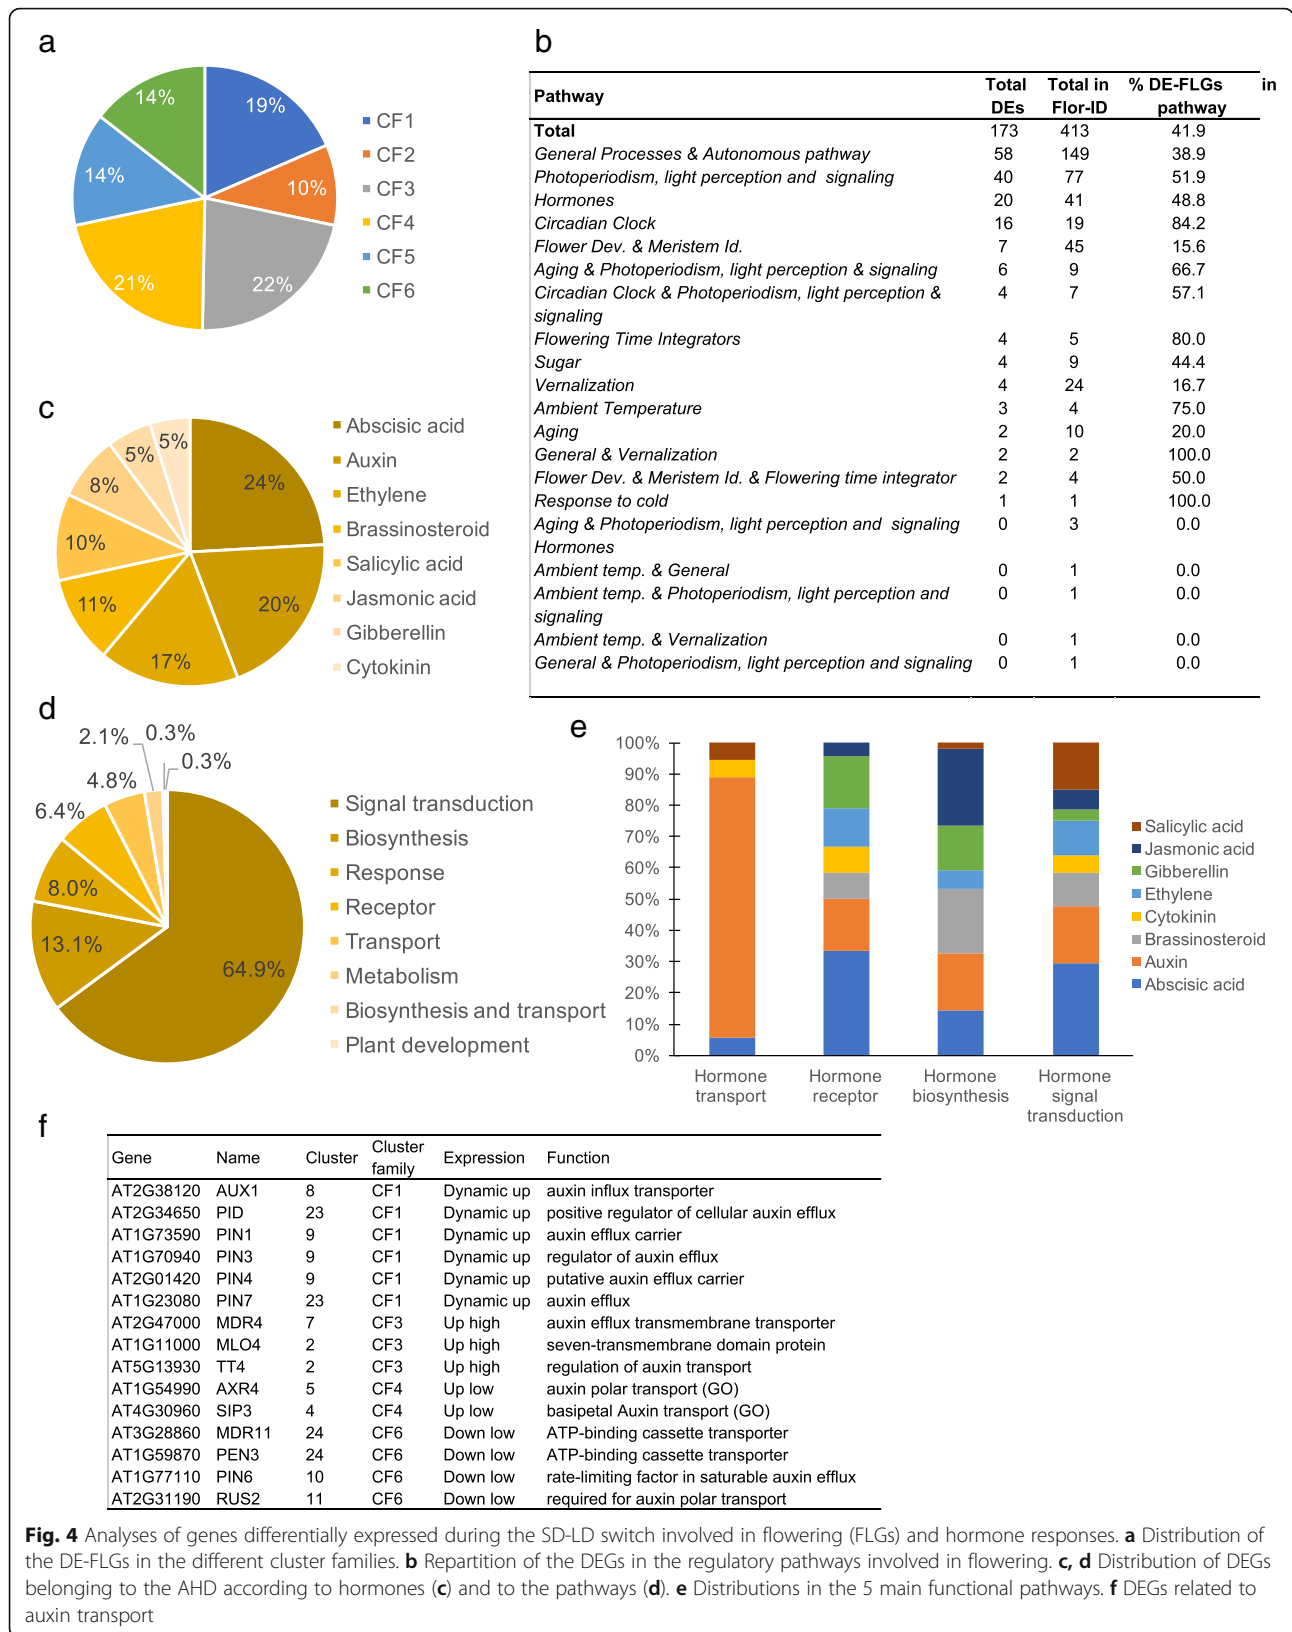 a
19%
10%
22%
21%
14%
14%
CF1
CF2
CF3
CF4
CF5
CF6
b
Pathway Total DEs Total in Flor-ID % DE-FLGs in pathway
Total 173 413 41.9
General Processes & Autonomous pathway 58 149 38.9
Photoperiodism, light perception and signaling 40 77 51.9
Hormones 20 41 48.8
Circadian Clock 16 19 84.2
Flower Dev. & Meristem Id. 7 45 15.6
Aging & Photoperiodism, light perception & signaling 6 9 66.7
Circadian Clock & Photoperiodism, light perception & 4 7 57.1
signaling
Flowering Time Integrators 4 5 80.0
Sugar 4 9 44.4
Vernalization 4 24 16.7
Ambient Temperature 3 4 75.0
Aging 2 10 20.0
General & Vernalization 2 2 100.0
Flower Dev. & Meristem Id. & Flowering time integrator 2 4 50.0
Response to cold 1 1 100.0
Aging & Photoperiodism, light perception and signaling 0 3 0.0
Hormones
Ambient temp. & General 0 1 0.0
Ambient temp. & Photoperiodism, light perception and 0 1 0.0
signaling
Ambient temp. & Vernalization 0 1 0.0
General & Photoperiodism, light perception and signaling 0 1 0.0
c
24%
20%
17%
11%
10%
8%
5%
5%
Abscisic acid
Auxin
Ethylene
Brassinosteroid
Salicylic acid
Jasmonic acid
Gibberellin
Cytokinin
d
64.9%
13.1%
8.0%
6.4%
4.8%
2.1%
0.3%
0.3%
Signal transduction
Biosynthesis
Response
Receptor
Transport
Metabolism
Biosynthesis and transport
Plant development
e
100%
90%
80%
70%
60%
50%
40%
30%
20%
10%
0%
Hormone
transport
Hormone
receptor
Hormone
biosynthesis
Hormone
signal
transduction
Salicylic acid
Jasmonic acid
Gibberellin
Ethylene
Cytokinin
Brassinosteroid
Auxin
Abscisic acid
f
Gene Name Cluster Cluster family Expression Function
AT2G38120 AUX1 8 CF1 Dynamic up auxin influx transporter
AT2G34650 PID 23 CF1 Dynamic up positive regulator of cellular auxin efflux
AT1G73590 PIN1 9 CF1 Dynamic up auxin efflux carrier
AT1G70940 PIN3 9 CF1 Dynamic up regulator of auxin efflux
AT2G01420 PIN4 9 CF1 Dynamic up putative auxin efflux carrier
AT1G23080 PIN7 23 CF1 Dynamic up auxin efflux
AT2G47000 MDR4 7 CF3 Up high auxin efflux transmembrane transporter
AT1G11000 MLO4 2 CF3 Up high seven-transmembrane domain protein
AT5G13930 TT4 2 CF3 Up high regulation of auxin transport
AT1G54990 AXR4 5 CF4 Up low auxin polar transport (GO)
AT4G30960 SIP3 4 CF4 Up low basipetal Auxin transport (GO)
AT3G28860 MDR11 24 CF6 Down low ATP-binding cassette transporter
AT1G59870 PEN3 24 CF6 Down low ATP-binding cassette transporter
AT1G77110 PIN6 10 CF6 Down low rate-limiting factor in saturable auxin efflux
AT2G31190 RUS2 11 CF6 Down low required for auxin polar transport
Fig. 4 Analyses of genes differentially expressed during the SD-LD switch involved in flowering (FLGs) and hormone responses. a Distribution of
the DE-FLGs in the different cluster families. b Repartition of the DEGs in the regulatory pathways involved in flowering. c, d Distribution of DEGs
belonging to the AHD according to hormones (c) and to the pathways (d). e Distributions in the 5 main functional pathways. f DEGs related to
auxin transport